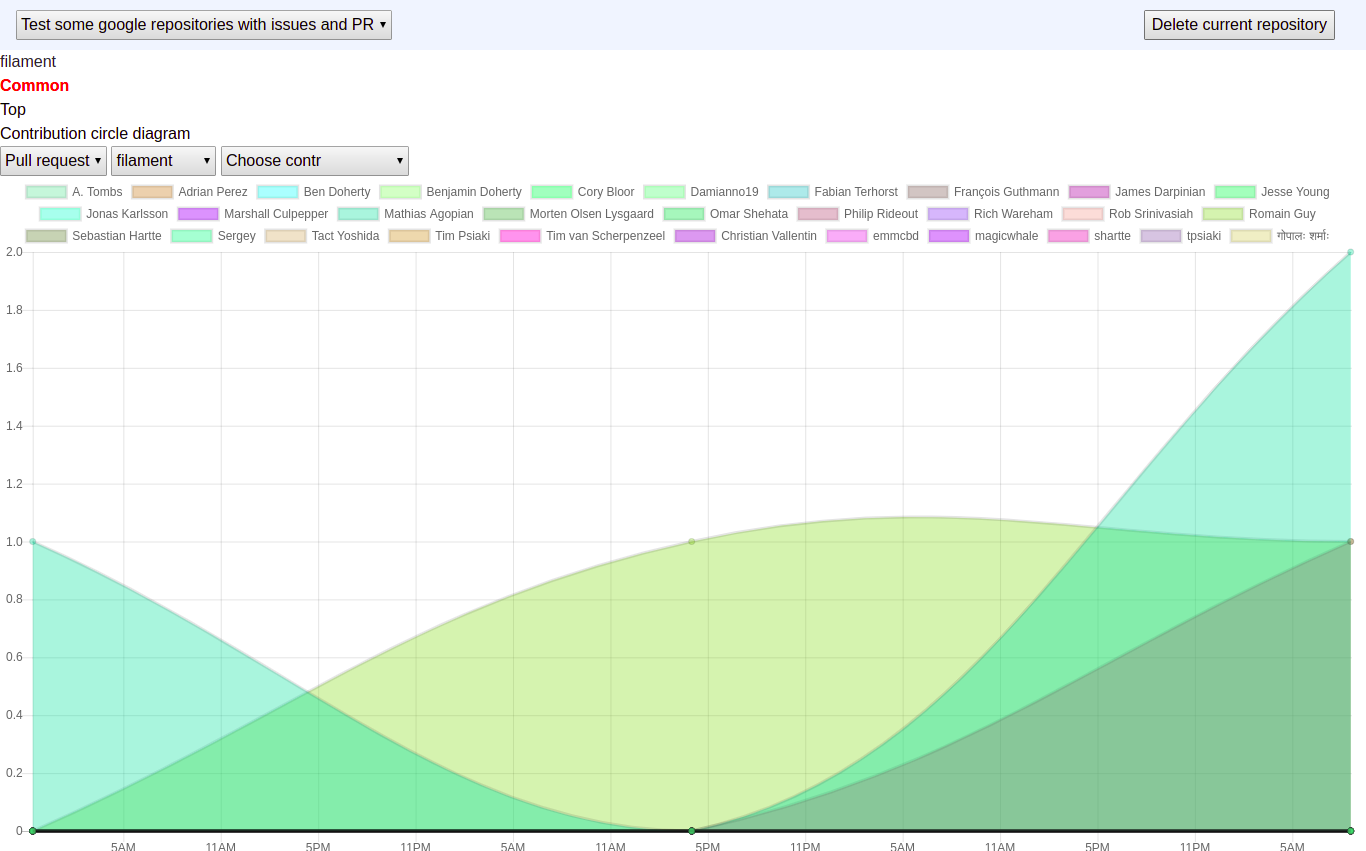 Test some google repositories with issues and PR Delete current repository
filament
Common
Top
Contribution circle diagram
Pull request filament Choose contr
A. Tombs Adrian Perez Ben Doherty Benjamin Doherty Cory Bloor Damianno19 Fabian Terhorst François Guthmann James Darpinian Jesse Young
Jonas Karlsson Marshall Culpepper Mathias Agopian Morten Olsen Lysgaard Omar Shehata Philip Rideout Rich Wareham Rob Srinivasiah Romain Guy
Sebastian Hartte Sergey Tact Yoshida Tim Psiaki Tim van Scherpenzeel Christian Vallentin emmcbd magicwhale shartte tpsiaki गोपालः शर्माः
2.0
1.8
1.6
1.4
1.2
1.0
0.8
0.6
0.4
0.2
0
5AM 11AM 5PM 11PM 5AM 11AM 5PM 11PM 5AM 11AM 5PM 11PM 5AM